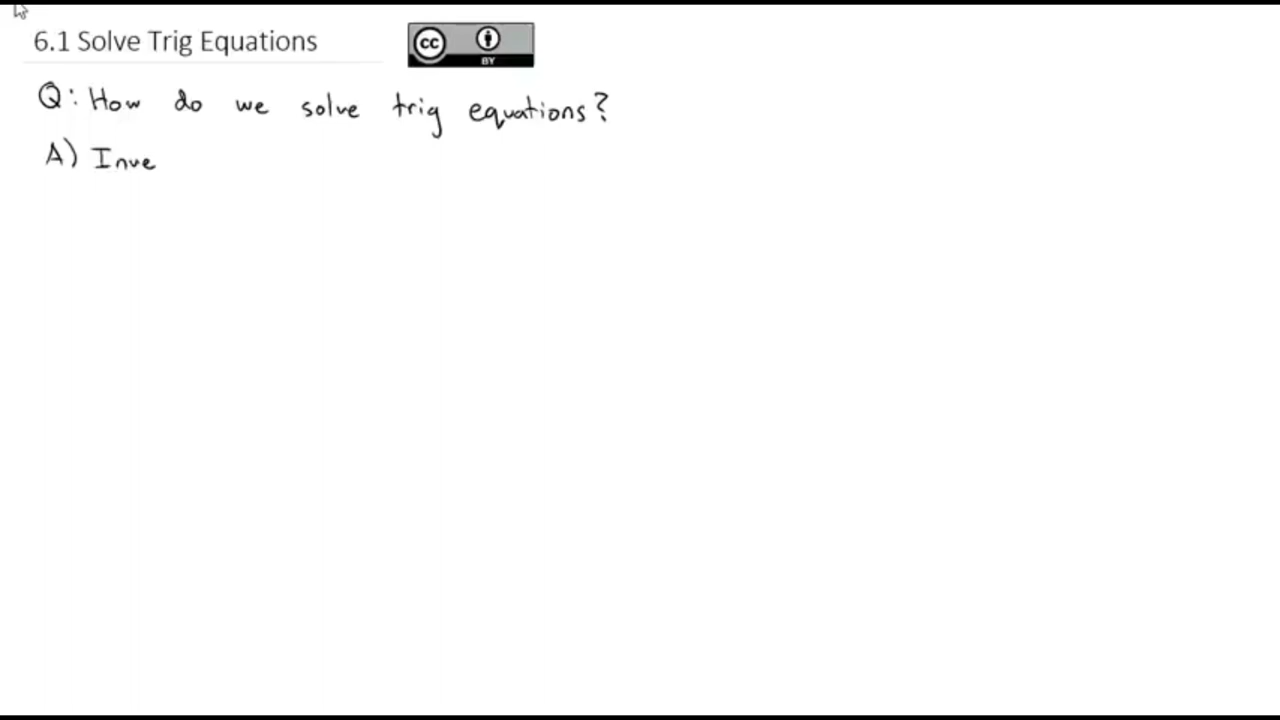 6.1 Solve Trig Equations
cc BY
Q: How do we solve trig equations?
A) Inve